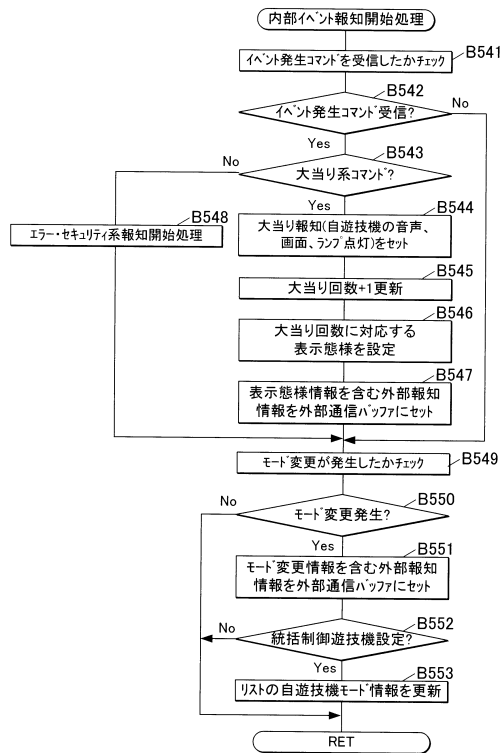 内部イベント報知開始処理
イベント発生コマンドを受信したかチェック
B541
B542
イベント発生コマンド受信?
No
Yes
B543
No
大当り系コマンド?
Yes
B544
B548
エラー・セキュリティ系報知開始処理
大当り報知(自遊技機の音声、
画面、ランプ点灯)をセット
B545
大当り回数+1更新
B546
大当り回数に対応する
表示態様を設定
B547
表示態様情報を含む外部報知
情報を外部通信バッファにセット
モード変更が発生したかチェック
B549
B550
No
モード変更発生?
Yes
B551
モード変更情報を含む外部報知
情報を外部通信バッファにセット
B552
No
統括制御遊技機設定?
Yes
B553
リストの自遊技機モード情報を更新
RET